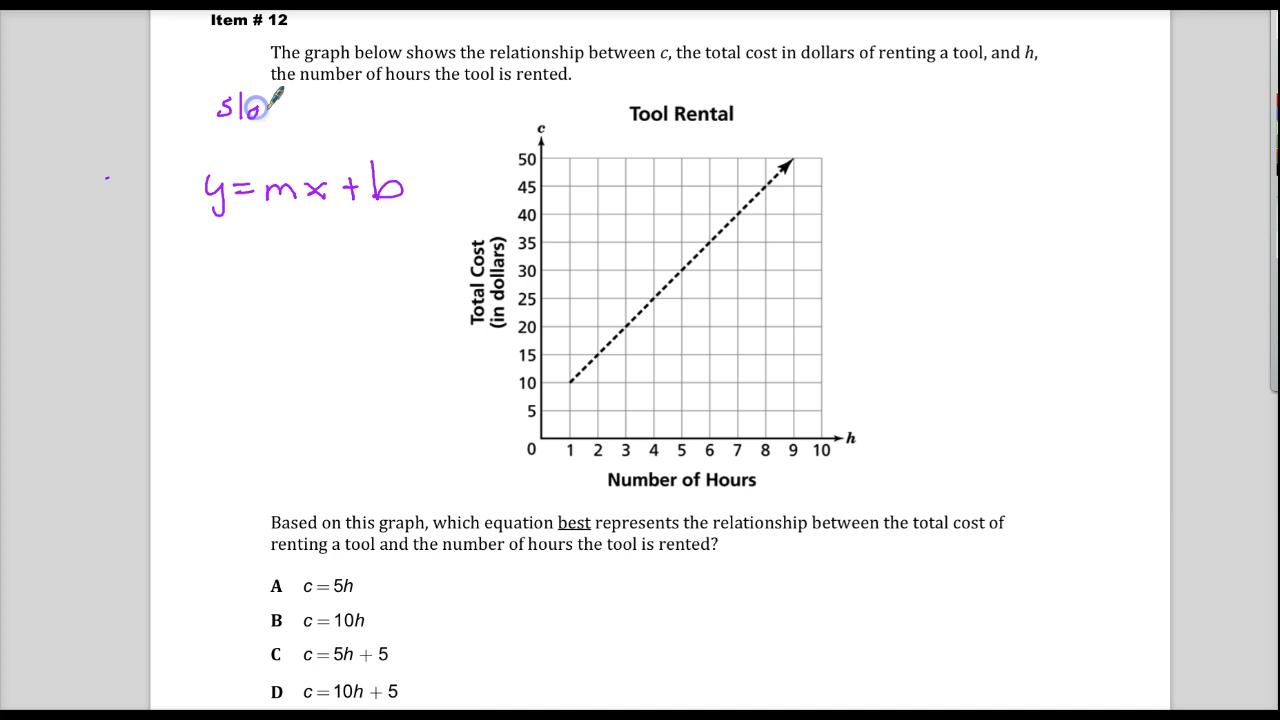 Item # 12
The graph below shows the relationship between c, the total cost in dollars of renting a tool, and h,
the number of hours the tool is rented.
slo
y = mx + b
Tool Rental
c
50
45
40
35
30
25
20
15
10
5
0
1 2 3 4 5 6 7 8 9 10
h
Total Cost
(in dollars)
Number of Hours
Based on this graph, which equation best represents the relationship between the total cost of
renting a tool and the number of hours the tool is rented?
A c = 5h
B c = 10h
C c = 5h + 5
D c = 10h + 5